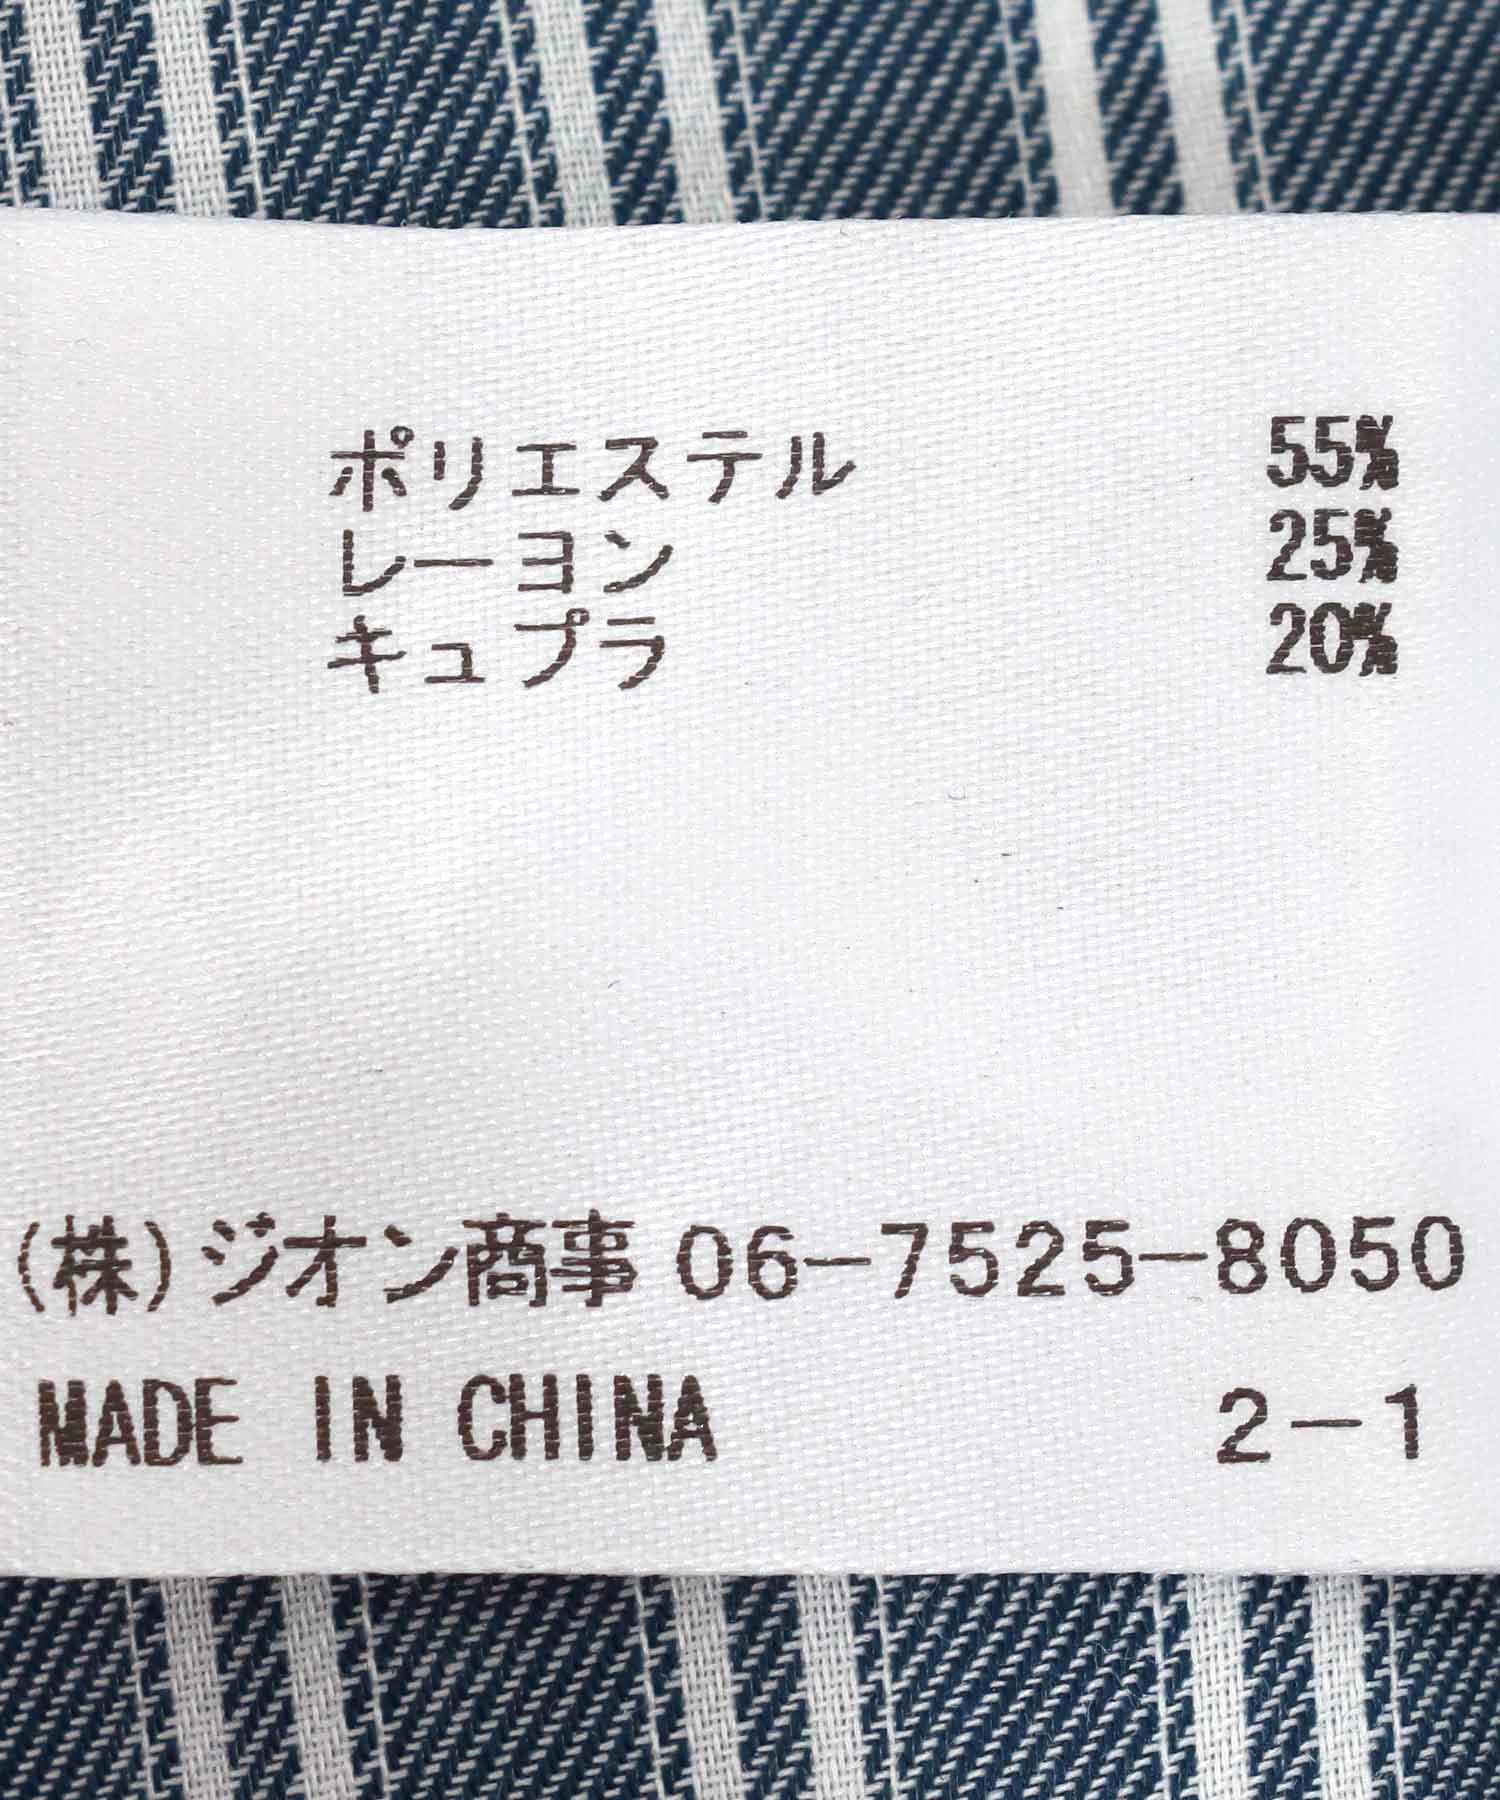 ポリエステル 55%
レーヨン 25%
キュプラ 20%
(株)ジオン商事 06-7525-8050
MADE IN CHINA 2-1